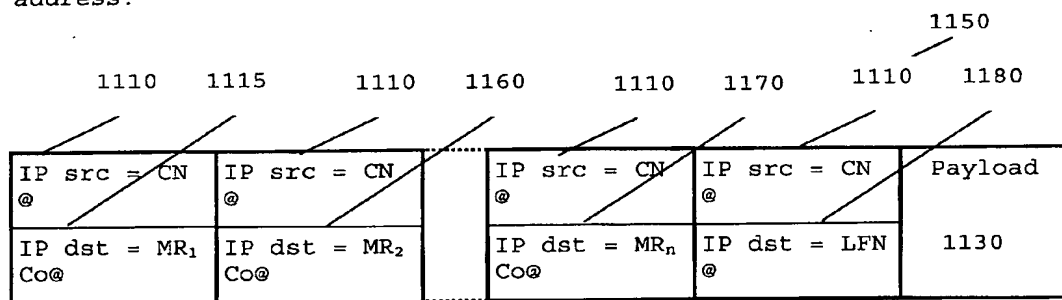 address.
1150
1110 1115 1110 1160 1110 1170 1110 1180
IP src = CN IP src = CN IP src = CN IP src = CN Payload
@ @ @ @
IP dst = MR₁ IP dst = MR₂ IP dst = MRₙ IP dst = LFN 1130
Co@ Co@ Co@ @